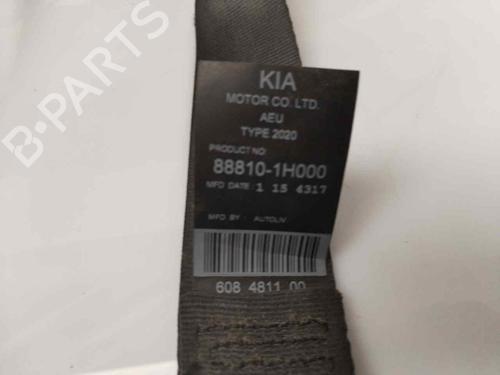 KIA
MOTOR CO. LTD.
AEU
TYPE 2020
PRODUCT NO:
88810-1H000
MFD DATE: 1 15 4317
MFD BY: AUTOLIV
608 4811 00
B-PARTS